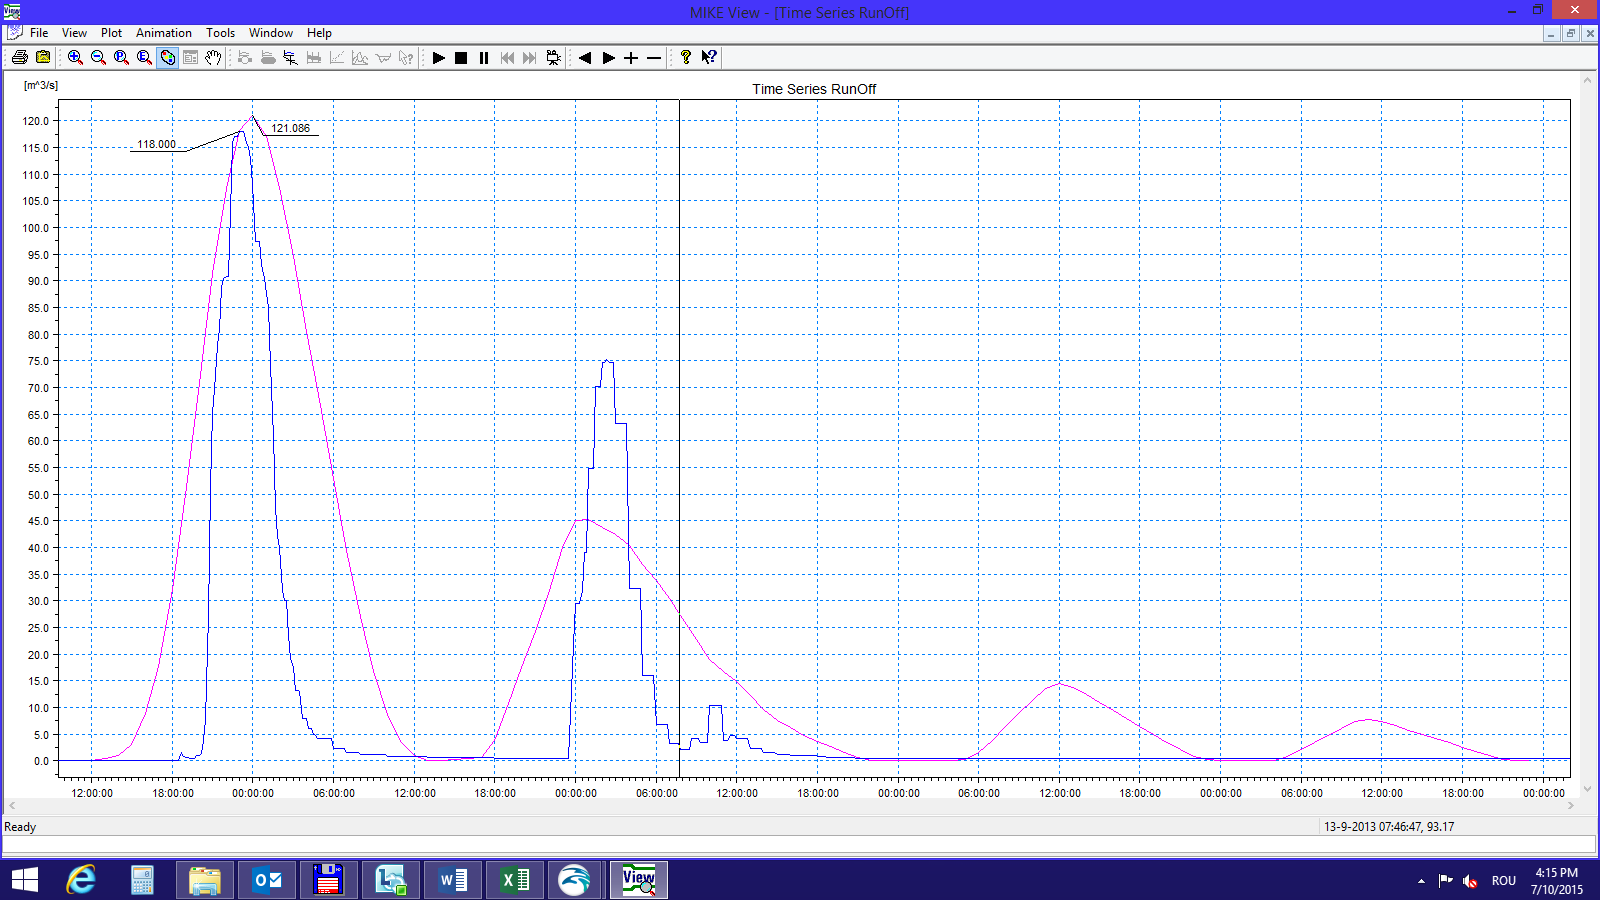 MIKE View - [Time Series RunOff]
File View Plot Animation Tools Window Help
[m^3/s]
Time Series RunOff
120.0
115.0
110.0
105.0
100.0
95.0
90.0
85.0
80.0
75.0
70.0
65.0
60.0
55.0
50.0
45.0
40.0
35.0
30.0
25.0
20.0
15.0
10.0
5.0
0.0
118.000
121.086
12:00:00 18:00:00 00:00:00 06:00:00 12:00:00 18:00:00 00:00:00 06:00:00 12:00:00 18:00:00 00:00:00 06:00:00 12:00:00 18:00:00 00:00:00 06:00:00 12:00:00 18:00:00 00:00:00
Ready
13-9-2013 07:46:47, 93.17
View
ROU
4:15 PM
7/10/2015